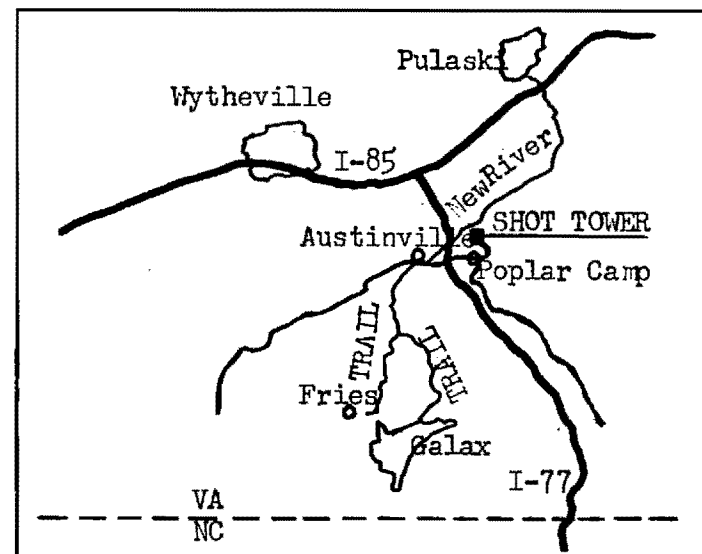 Pulaski
Wytheville
I-85
NewRiver
SHOT TOWER
Austinville
Poplar Camp
TRAIL
TRAIL
Fries
Galax
I-77
VA
NC